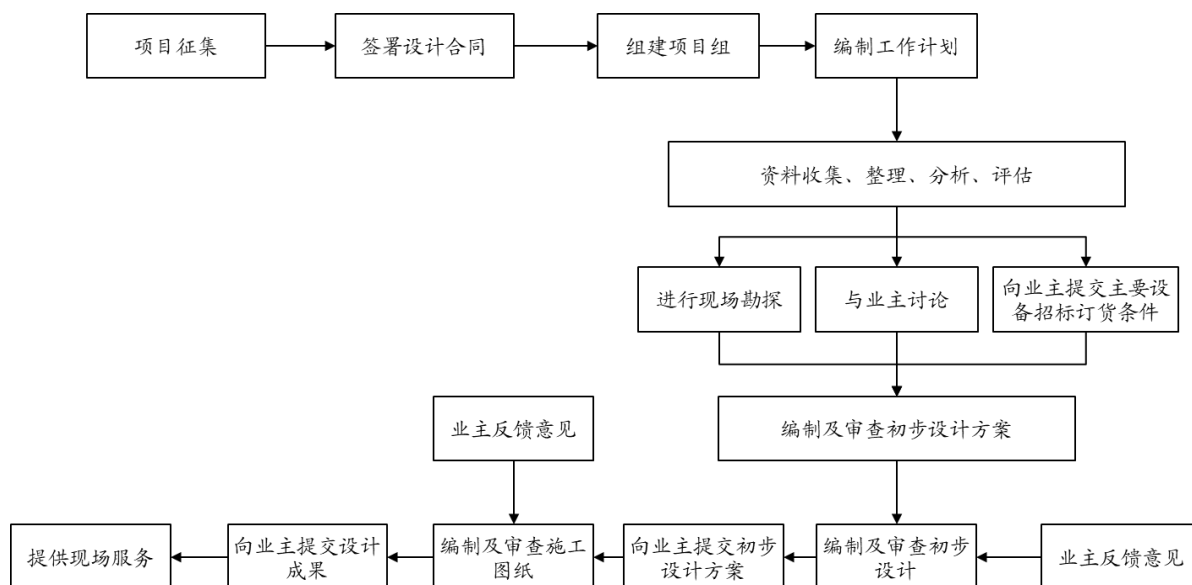 项目征集
签署设计合同
组建项目组
编制工作计划
资料收集、整理、分析、评估
进行现场勘探
与业主讨论
向业主提交主要设
备招标订货条件
业主反馈意见
编制及审查初步设计方案
提供现场服务
向业主提交设计
成果
编制及审查施工
图纸
向业主提交初步
设计方案
编制及审查初步
设计
业主反馈意见